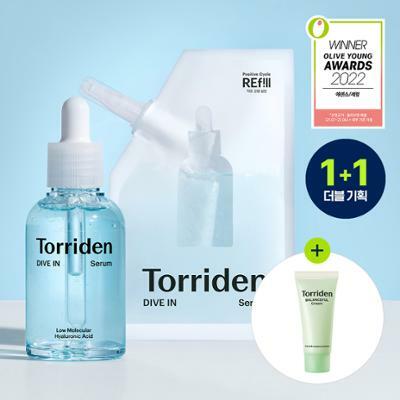 Positive Cycle
REfill
WINNER
OLIVE YOUNG
AWARDS
2022
에센스/세럼
1+1
더블 기획
+
Torriden
DIVE IN Serum
Low Molecular
Hyaluronic Acid
Torriden
DIVE IN
Torriden
BALANCEFUL
Cream